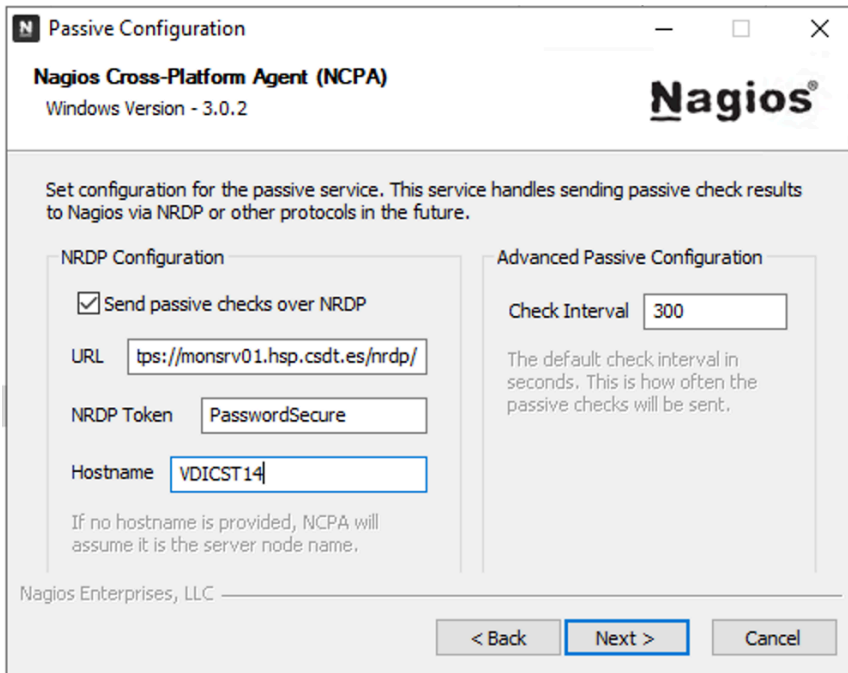 N Passive Configuration
Nagios Cross-Platform Agent (NCPA)
Windows Version - 3.0.2
Nagios®
Set configuration for the passive service. This service handles sending passive check results
to Nagios via NRDP or other protocols in the future.
NRDP Configuration
Send passive checks over NRDP
URL tps://monsrv01.hsp.csdt.es/nrdp/
NRDP Token PasswordSecure
Hostname VDICST14
If no hostname is provided, NCPA will
assume it is the server node name.
Advanced Passive Configuration
Check Interval 300
The default check interval in
seconds. This is how often the
passive checks will be sent.
Nagios Enterprises, LLC
< Back Next > Cancel